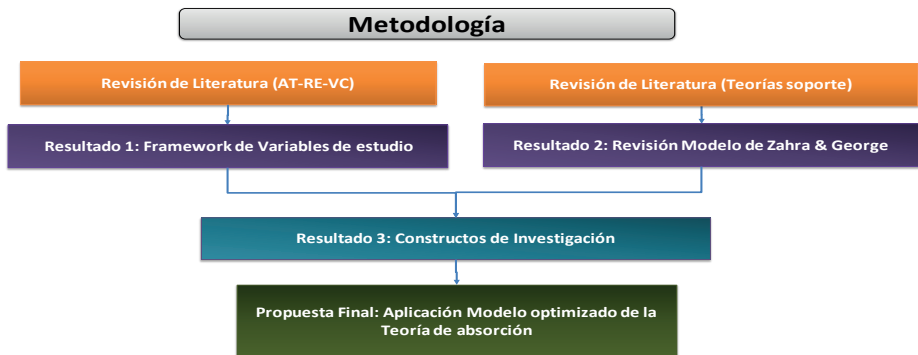 Metodología
Revisión de Literatura (AT-RE-VC)
Revisión de Literatura (Teorías soporte)
Resultado 1: Framework de Variables de estudio
Resultado 2: Revisión Modelo de Zahra & George
Resultado 3: Constructos de Investigación
Propuesta Final: Aplicación Modelo optimizado de la
Teoría de absorción